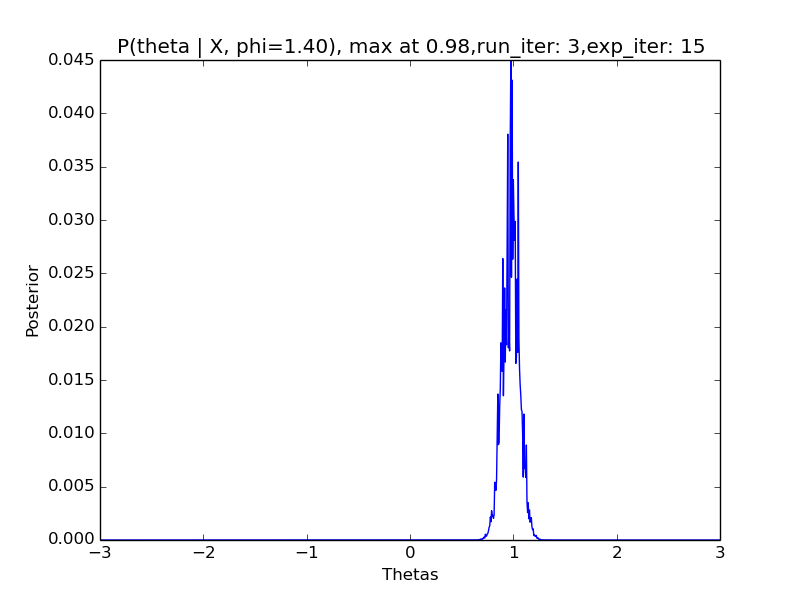 P(theta | X, phi=1.40), max at 0.98,run_iter: 3,exp_iter: 15
0.045
0.040
0.035
0.030
0.025
0.020
0.015
0.010
0.005
0.000
Posterior
−3 −2 −1 0 1 2 3
Thetas